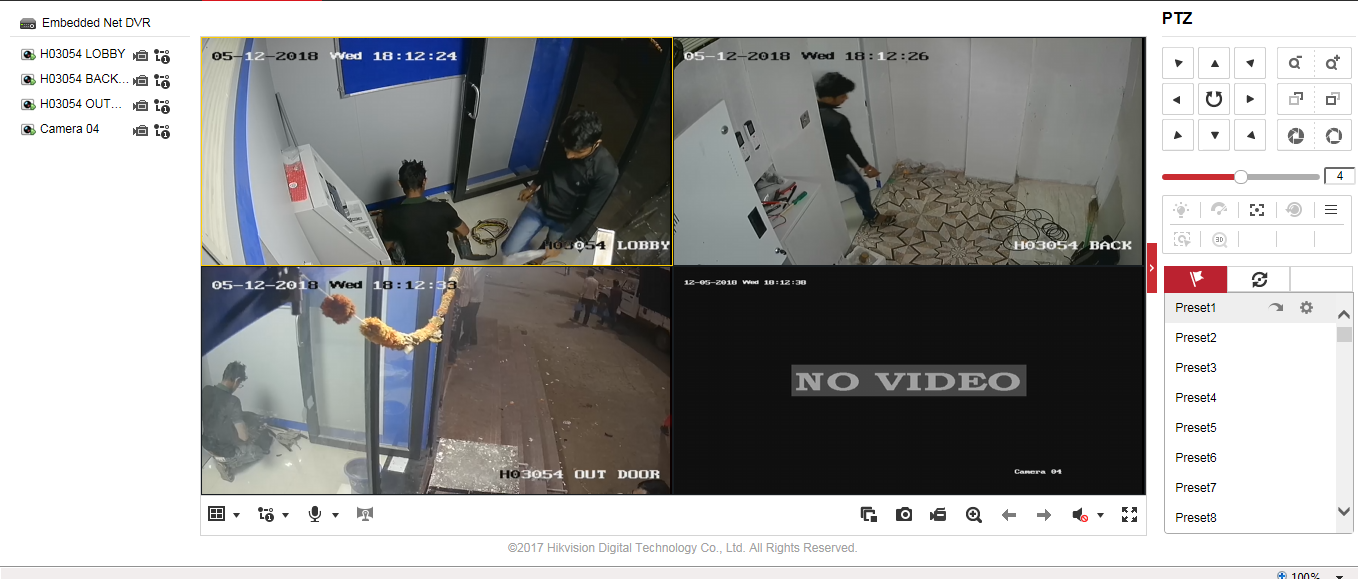 Embedded Net DVR
H03054 LOBBY
H03054 BACK...
H03054 OUT...
Camera 04
05-12-2018 Wed 18:12:24
H03054 LOBBY
05-12-2018 Wed 18:12:26
H03054 BACK
05-12-2018 Wed 18:12:33
H03054 OUT DOOR
12-05-2018 Wed 18:12:38
NO VIDEO
Camera 04
PTZ
4
3D
Preset1
Preset2
Preset3
Preset4
Preset5
Preset6
Preset7
Preset8
©2017 Hikvision Digital Technology Co., Ltd. All Rights Reserved.
100%